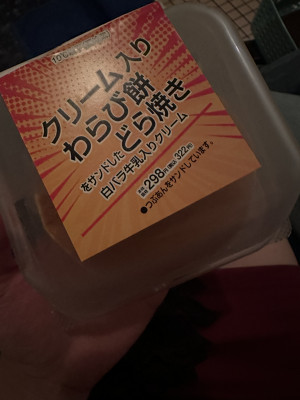 クリーム入り
わらび餅
をサンドしたどら焼き
白バラ牛乳入りクリーム
298円(税込322円)
●つぶあんをサンドしています。